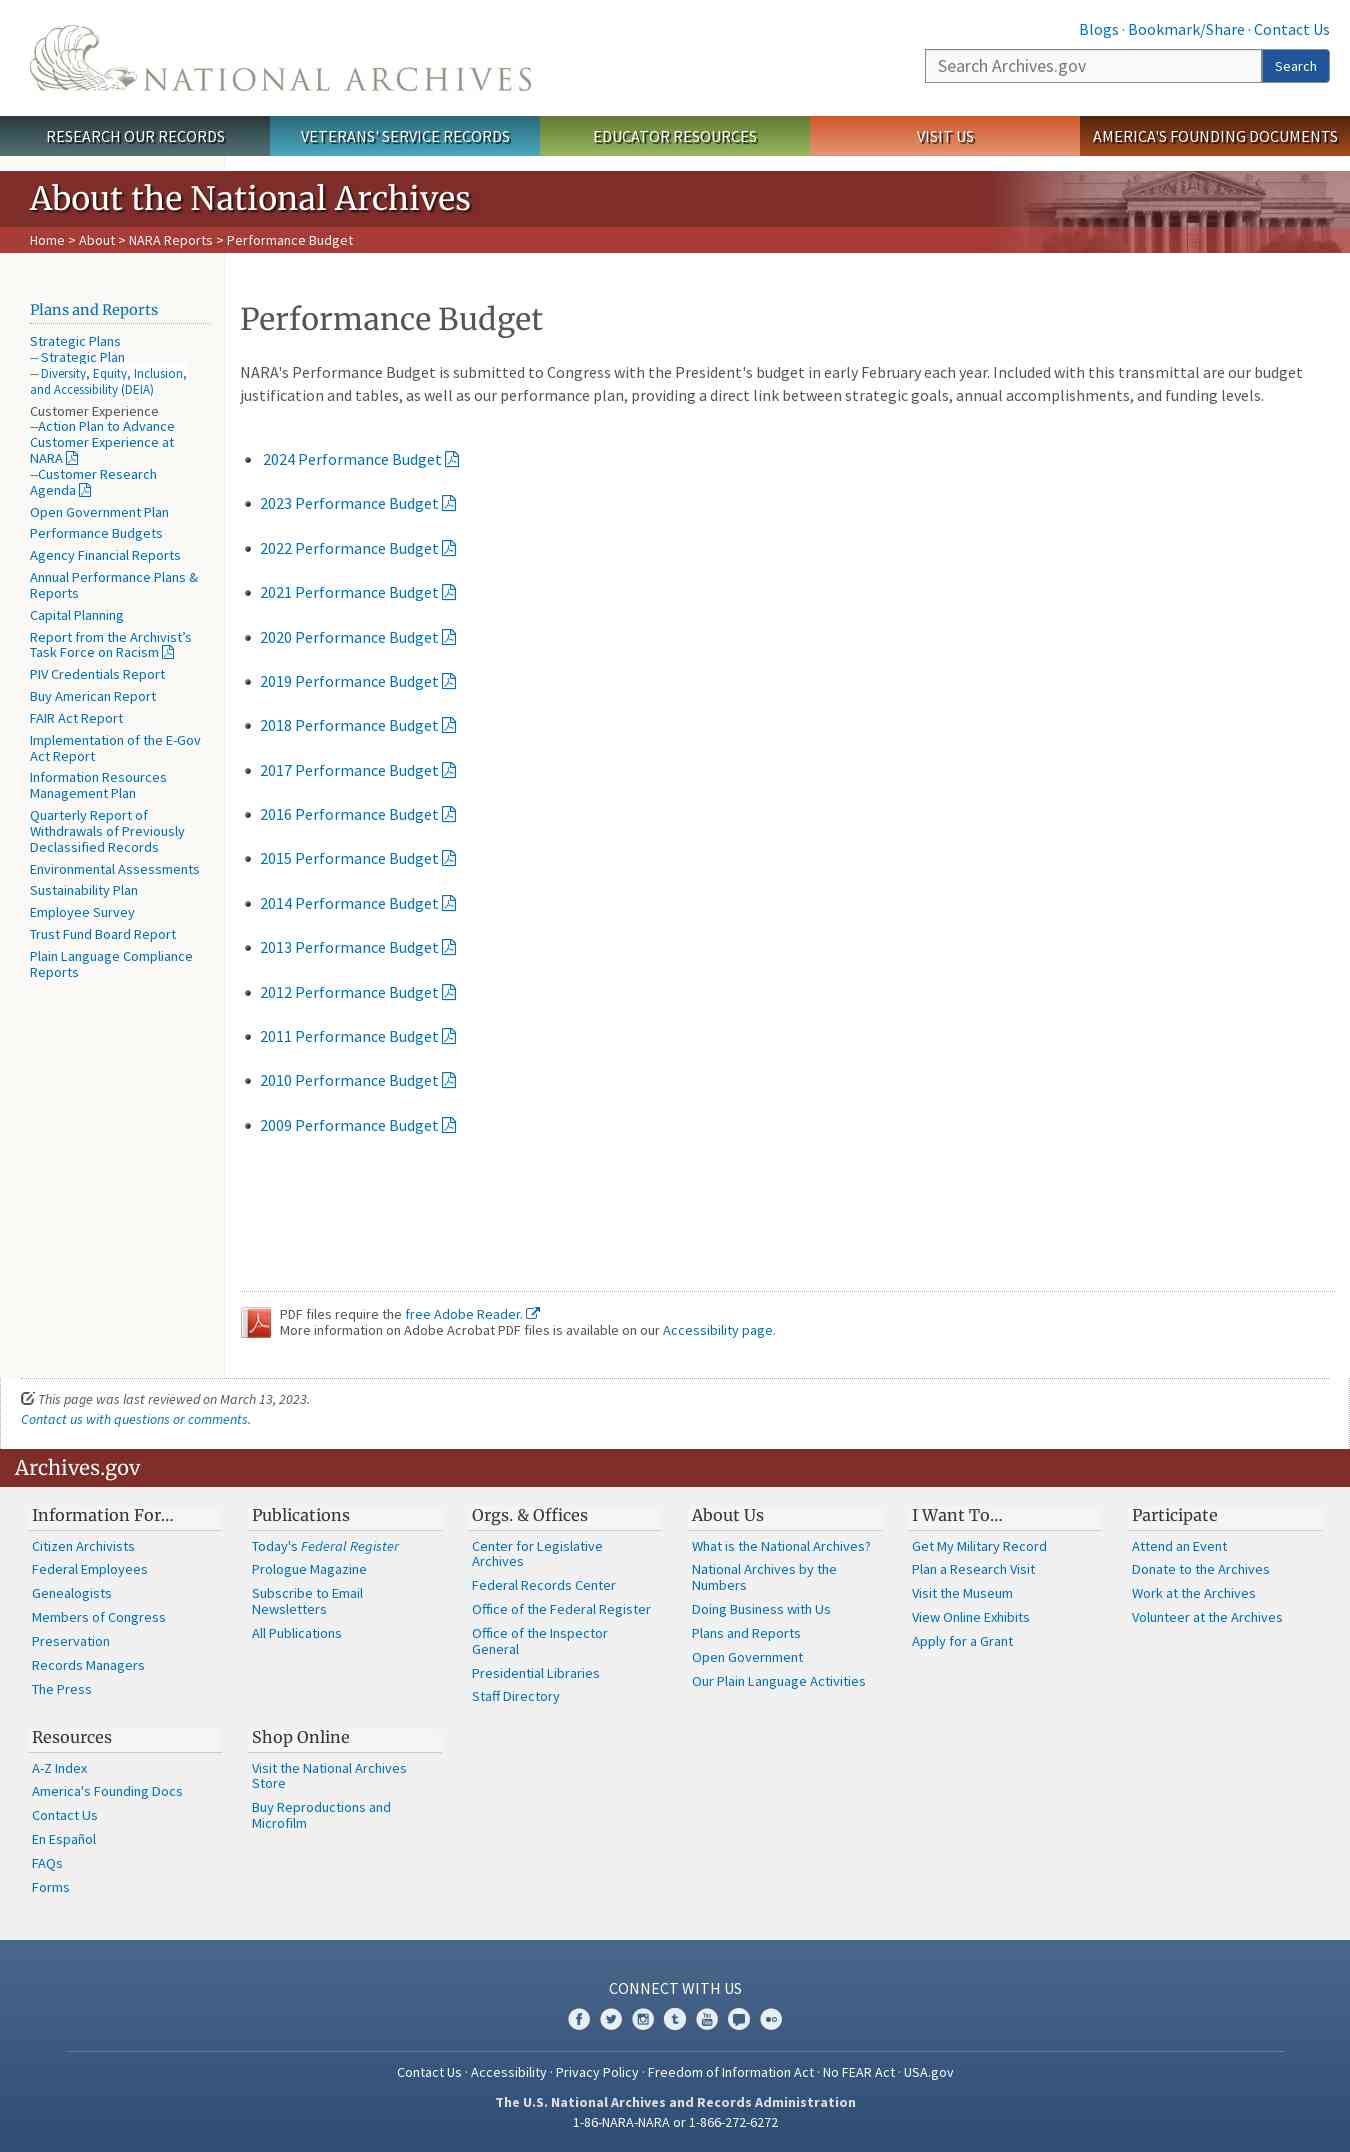 Blogs · Bookmark/Share · Contact Us
NATIONAL ARCHIVES
Search Archives.gov
Search
RESEARCH OUR RECORDS
VETERANS' SERVICE RECORDS
EDUCATOR RESOURCES
VISIT US
AMERICA'S FOUNDING DOCUMENTS
About the National Archives
Home > About > NARA Reports > Performance Budget
Plans and Reports
Strategic Plans
-- Strategic Plan
-- Diversity, Equity, Inclusion,
and Accessibility (DEIA)
Customer Experience
--Action Plan to Advance
Customer Experience at
NARA
--Customer Research
Agenda
Open Government Plan
Performance Budgets
Agency Financial Reports
Annual Performance Plans &
Reports
Capital Planning
Report from the Archivist’s
Task Force on Racism
PIV Credentials Report
Buy American Report
FAIR Act Report
Implementation of the E-Gov
Act Report
Information Resources
Management Plan
Quarterly Report of
Withdrawals of Previously
Declassified Records
Environmental Assessments
Sustainability Plan
Employee Survey
Trust Fund Board Report
Plain Language Compliance
Reports
Performance Budget
NARA's Performance Budget is submitted to Congress with the President's budget in early February each year. Included with this transmittal are our budget
justification and tables, as well as our performance plan, providing a direct link between strategic goals, annual accomplishments, and funding levels.
2024 Performance Budget
2023 Performance Budget
2022 Performance Budget
2021 Performance Budget
2020 Performance Budget
2019 Performance Budget
2018 Performance Budget
2017 Performance Budget
2016 Performance Budget
2015 Performance Budget
2014 Performance Budget
2013 Performance Budget
2012 Performance Budget
2011 Performance Budget
2010 Performance Budget
2009 Performance Budget
PDF files require the free Adobe Reader.
More information on Adobe Acrobat PDF files is available on our Accessibility page.
This page was last reviewed on March 13, 2023.
Contact us with questions or comments.
Archives.gov
Information For…
Citizen Archivists
Federal Employees
Genealogists
Members of Congress
Preservation
Records Managers
The Press
Publications
Today's Federal Register
Prologue Magazine
Subscribe to Email
Newsletters
All Publications
Orgs. & Offices
Center for Legislative
Archives
Federal Records Center
Office of the Federal Register
Office of the Inspector
General
Presidential Libraries
Staff Directory
About Us
What is the National Archives?
National Archives by the
Numbers
Doing Business with Us
Plans and Reports
Open Government
Our Plain Language Activities
I Want To…
Get My Military Record
Plan a Research Visit
Visit the Museum
View Online Exhibits
Apply for a Grant
Participate
Attend an Event
Donate to the Archives
Work at the Archives
Volunteer at the Archives
Resources
A-Z Index
America's Founding Docs
Contact Us
En Español
FAQs
Forms
Shop Online
Visit the National Archives
Store
Buy Reproductions and
Microfilm
CONNECT WITH US
Contact Us · Accessibility · Privacy Policy · Freedom of Information Act · No FEAR Act · USA.gov
The U.S. National Archives and Records Administration
1-86-NARA-NARA or 1-866-272-6272